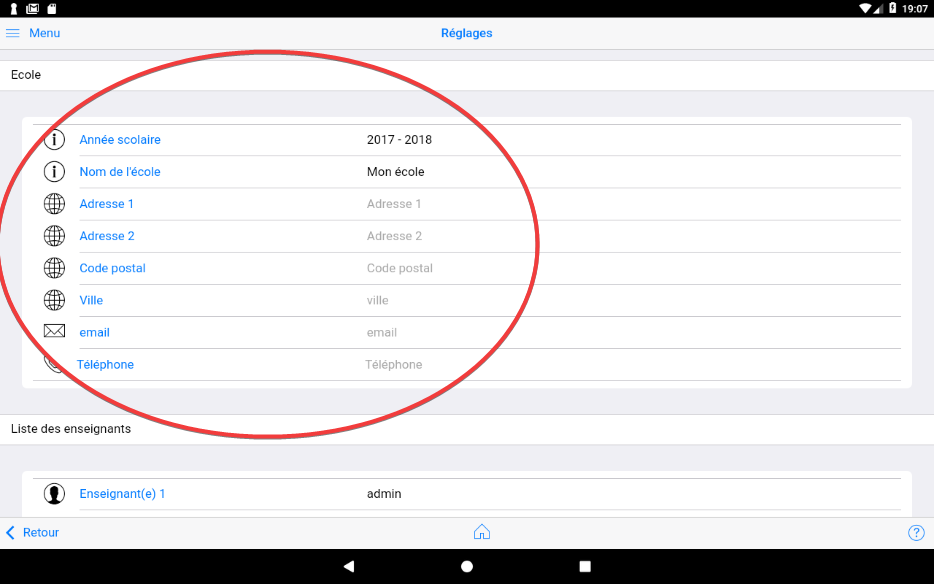 19:07
Menu
Réglages
Ecole
Année scolaire 2017 - 2018
Nom de l'école Mon école
Adresse 1 Adresse 1
Adresse 2 Adresse 2
Code postal Code postal
Ville ville
email email
Téléphone Téléphone
Liste des enseignants
Enseignant(e) 1 admin
Retour